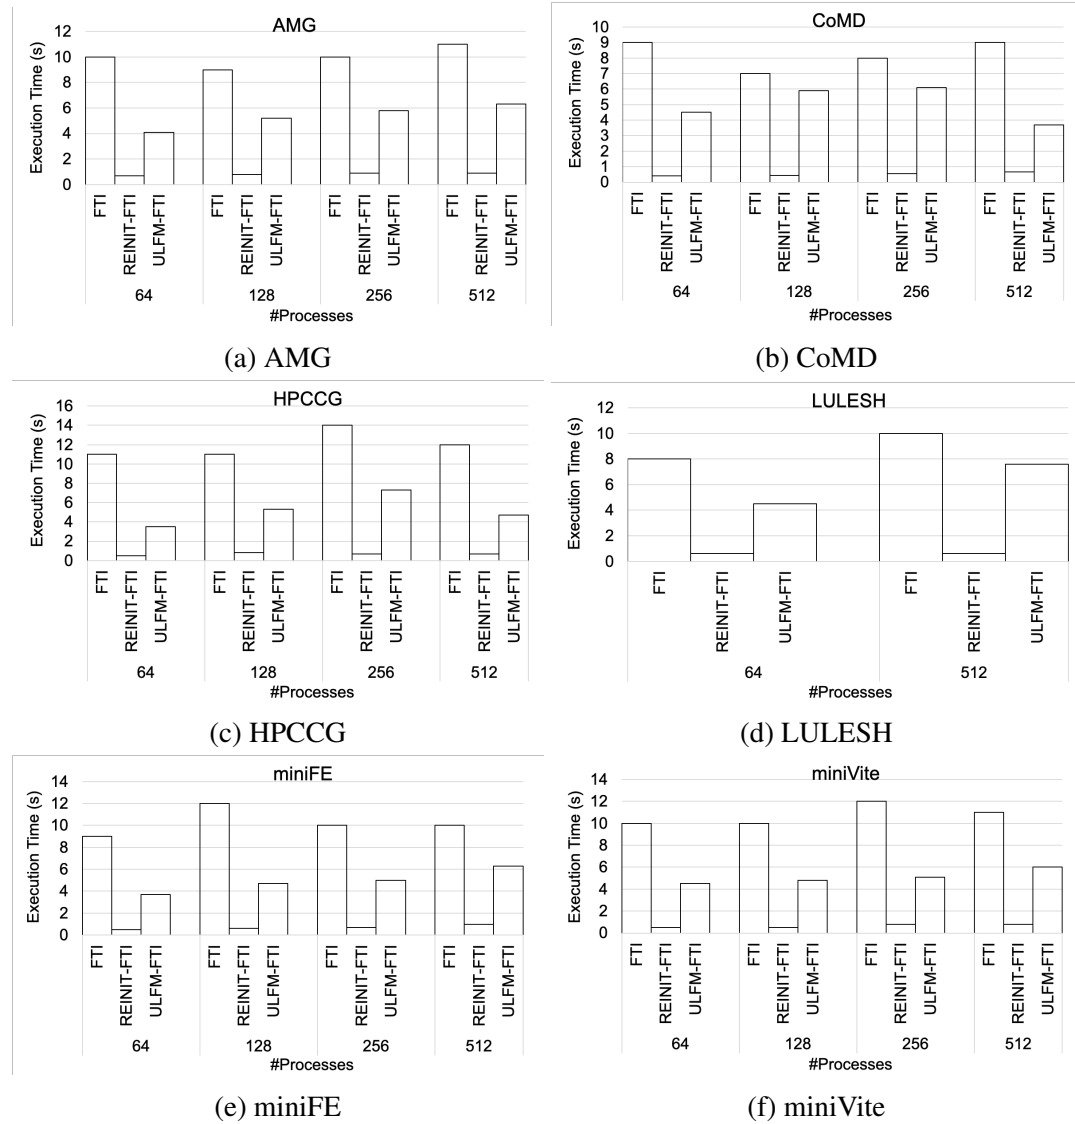 AMG
Execution Time (s)
12
10
8
6
4
2
0
FTI REINIT-FTI ULFM-FTI FTI REINIT-FTI ULFM-FTI FTI REINIT-FTI ULFM-FTI FTI REINIT-FTI ULFM-FTI
64 128 256 512
#Processes
(a) AMG
CoMD
Execution Time (s)
9
8
7
6
5
4
3
2
1
0
FTI REINIT-FTI ULFM-FTI FTI REINIT-FTI ULFM-FTI FTI REINIT-FTI ULFM-FTI FTI REINIT-FTI ULFM-FTI
64 128 256 512
#Processes
(b) CoMD
HPCCG
Execution Time (s)
16
14
12
10
8
6
4
2
0
FTI REINIT-FTI ULFM-FTI FTI REINIT-FTI ULFM-FTI FTI REINIT-FTI ULFM-FTI FTI REINIT-FTI ULFM-FTI
64 128 256 512
#Processes
(c) HPCCG
LULESH
Execution Time (s)
12
10
8
6
4
2
0
FTI REINIT-FTI ULFM-FTI FTI REINIT-FTI ULFM-FTI
64 512
#Processes
(d) LULESH
miniFE
Execution Time (s)
14
12
10
8
6
4
2
0
FTI REINIT-FTI ULFM-FTI FTI REINIT-FTI ULFM-FTI FTI REINIT-FTI ULFM-FTI FTI REINIT-FTI ULFM-FTI
64 128 256 512
#Processes
(e) miniFE
miniVite
Execution Time (s)
14
12
10
8
6
4
2
0
FTI REINIT-FTI ULFM-FTI FTI REINIT-FTI ULFM-FTI FTI REINIT-FTI ULFM-FTI FTI REINIT-FTI ULFM-FTI
64 128 256 512
#Processes
(f) miniVite